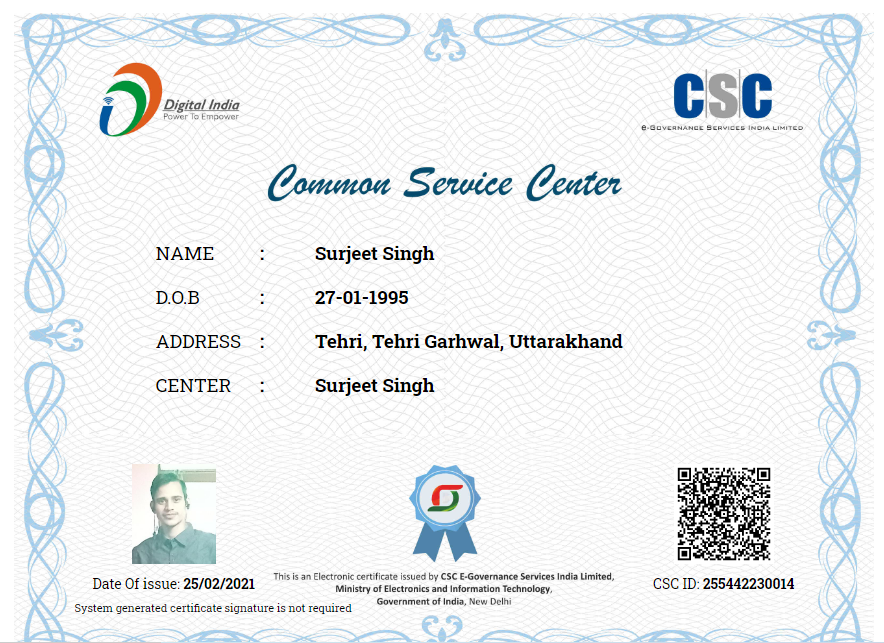 Digital India
Power To Empower
CSC
e-Governance Services India Limited
Common Service Center
NAME : Surjeet Singh
D.O.B : 27-01-1995
ADDRESS : Tehri, Tehri Garhwal, Uttarakhand
CENTER : Surjeet Singh
Date Of issue: 25/02/2021
This is an Electronic certificate issued by CSC E-Governance Services India Limited,
Ministry of Electronics and Information Technology,
Government of India, New Delhi
CSC ID: 255442230014
System generated certificate signature is not required